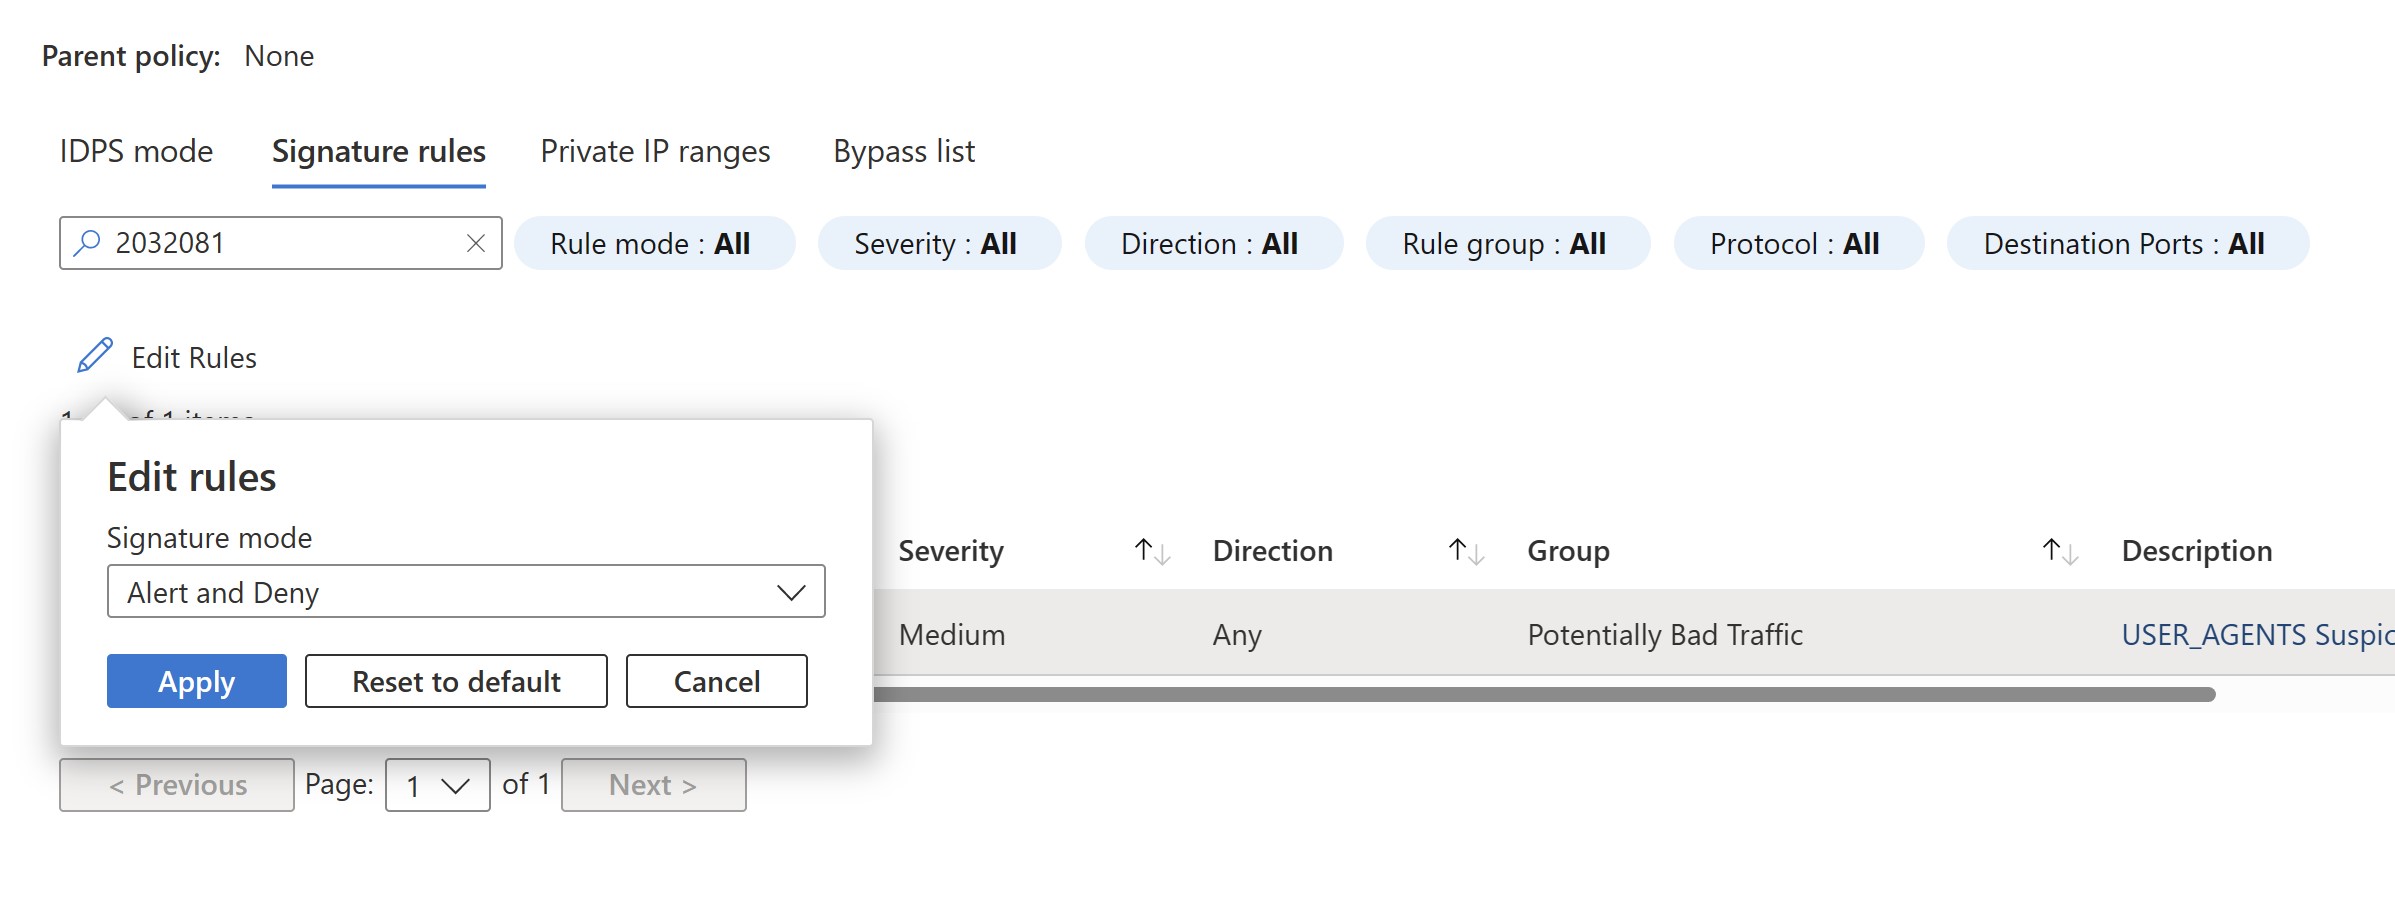 Parent policy: None
IDPS mode Signature rules Private IP ranges Bypass list
2032081 Rule mode : All Severity : All Direction : All Rule group : All Protocol : All Destination Ports : All
Edit Rules
of 1 items
Edit rules
Signature mode
Alert and Deny
Apply Reset to default Cancel
Severity Direction Group Description
Medium Any Potentially Bad Traffic USER_AGENTS
< Previous Page: 1 of 1 Next >